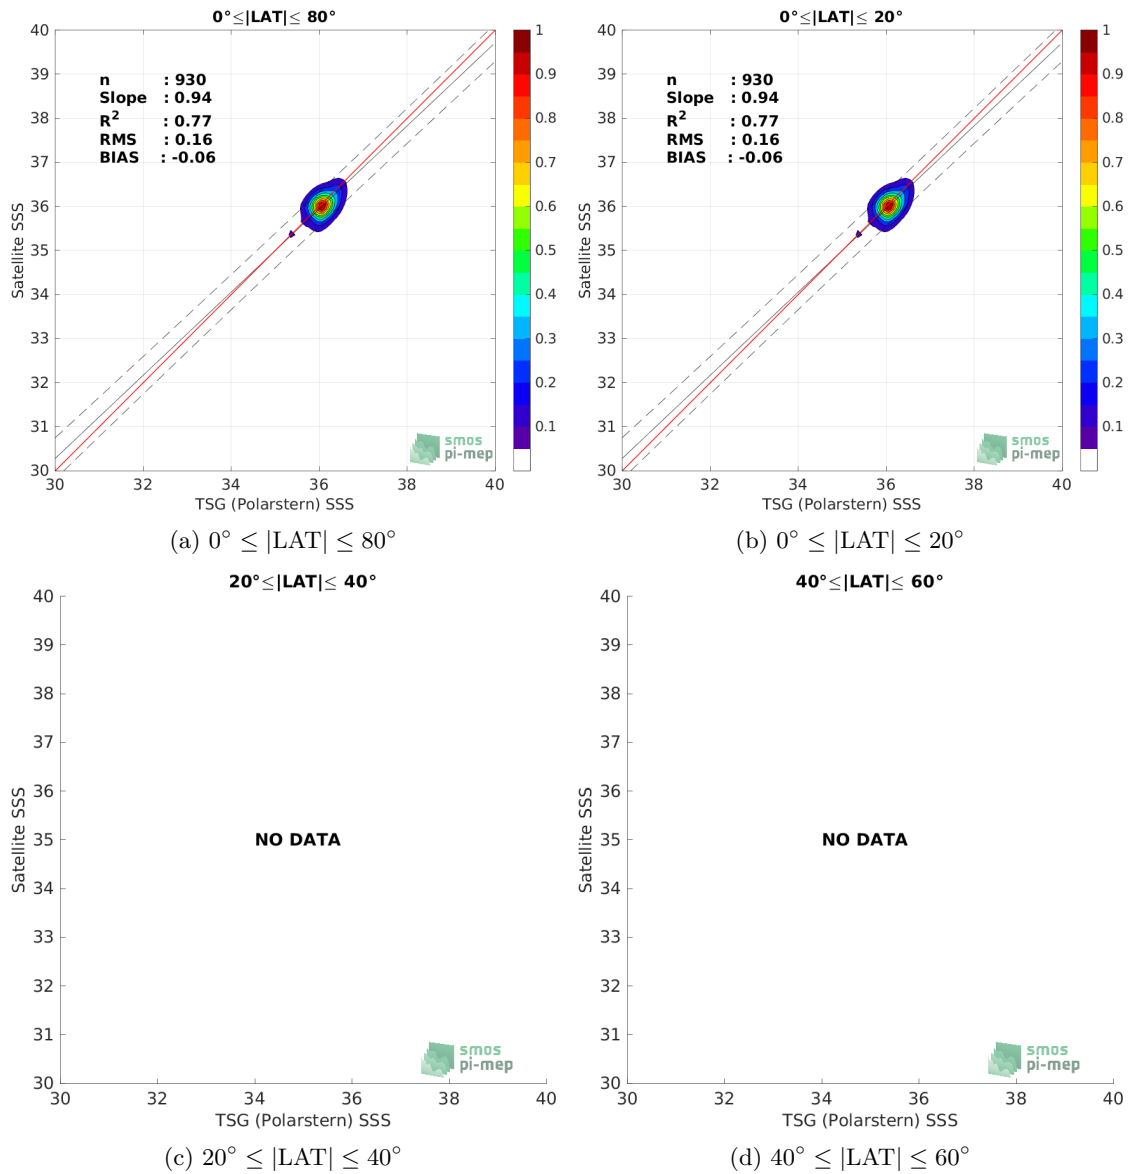 0°≤|LAT|≤ 80°
40
39
38
37
36
35
34
33
32
31
30
Satellite SSS
n : 930
Slope : 0.94
R² : 0.77
RMS : 0.16
BIAS : -0.06
smos
pi-mep
30 32 34 36 38 40
TSG (Polarstern) SSS
1
0.9
0.8
0.7
0.6
0.5
0.4
0.3
0.2
0.1
(a) 0° ≤ |LAT| ≤ 80°
0°≤|LAT|≤ 20°
40
39
38
37
36
35
34
33
32
31
30
Satellite SSS
n : 930
Slope : 0.94
R² : 0.77
RMS : 0.16
BIAS : -0.06
smos
pi-mep
30 32 34 36 38 40
TSG (Polarstern) SSS
1
0.9
0.8
0.7
0.6
0.5
0.4
0.3
0.2
0.1
(b) 0° ≤ |LAT| ≤ 20°
20°≤|LAT|≤ 40°
40
39
38
37
36
35
34
33
32
31
30
Satellite SSS
NO DATA
smos
pi-mep
30 32 34 36 38 40
TSG (Polarstern) SSS
(c) 20° ≤ |LAT| ≤ 40°
40°≤|LAT|≤ 60°
40
39
38
37
36
35
34
33
32
31
30
Satellite SSS
NO DATA
smos
pi-mep
30 32 34 36 38 40
TSG (Polarstern) SSS
(d) 40° ≤ |LAT| ≤ 60°